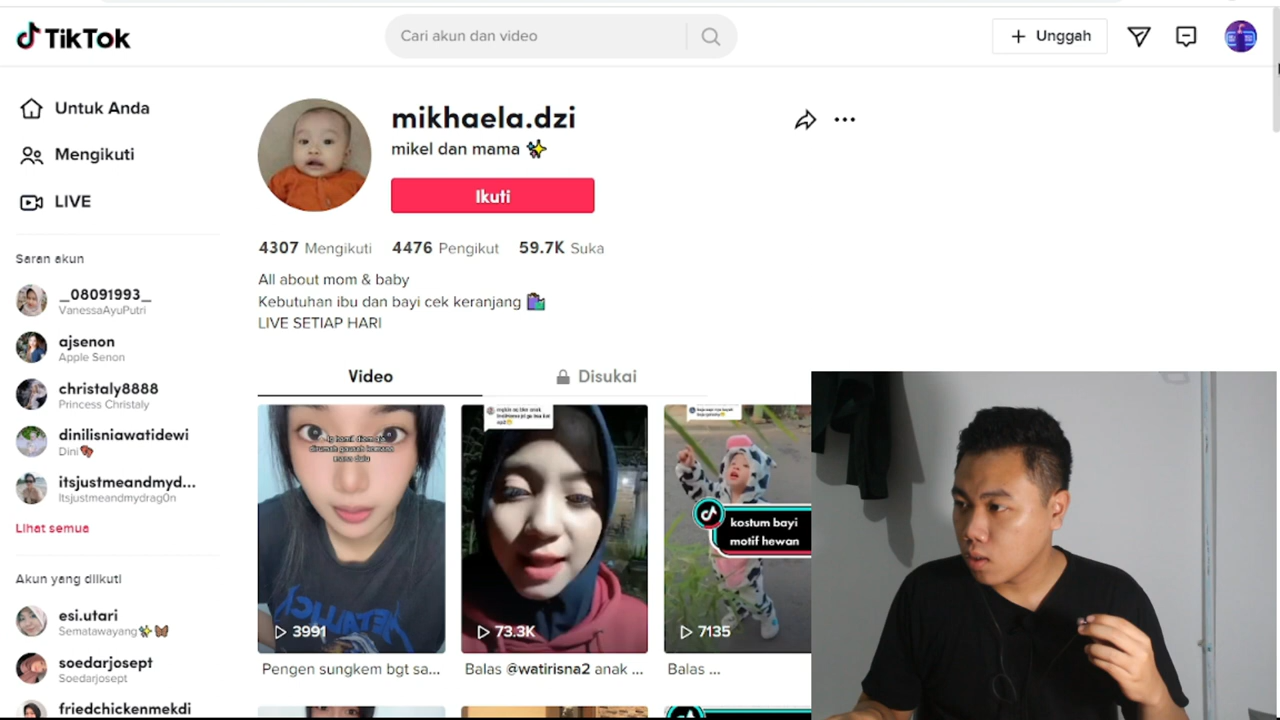 TikTok
Cari akun dan video
Unggah
Untuk Anda
Mengikuti
LIVE
Saran akun
_08091993_
VanessaAyuPutri
ajsenon
Apple Senon
christaly8888
Princess Christaly
dinilisniawatidewi
Dini
itsjustmeandmyd...
Itsjustmeandmydrag0n
Lihat semua
Akun yang diikuti
esi.utari
Sematawayang✨🦋
soedarjosept
Soedarjosept
friedchickenmekdi
mikhaela.dzi
mikel dan mama ✨
Ikuti
4307 Mengikuti 4476 Pengikut 59.7K Suka
All about mom & baby
Kebutuhan ibu dan bayi cek keranjang 🛍️
LIVE SETIAP HARI
Video
Disukai
mama dulu
METALLICA
3991
Pengen sungkem bgt sa...
73.3K
Balas @watirisna2 anak ...
kostum bayi
motif hewan
7135
Balas ...